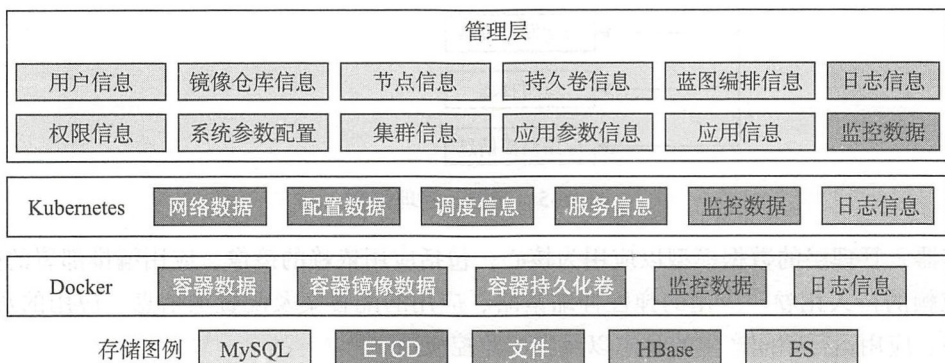 管理层
用户信息 镜像仓库信息 节点信息 持久卷信息 蓝图编排信息 日志信息
权限信息 系统参数配置 集群信息 应用参数信息 应用信息 监控数据
Kubernetes 网络数据 配置数据 调度信息 服务信息 监控数据 日志信息
Docker 容器数据 容器镜像数据 容器持久化卷 监控数据 日志信息
存储图例 MySQL ETCD 文件 HBase ES